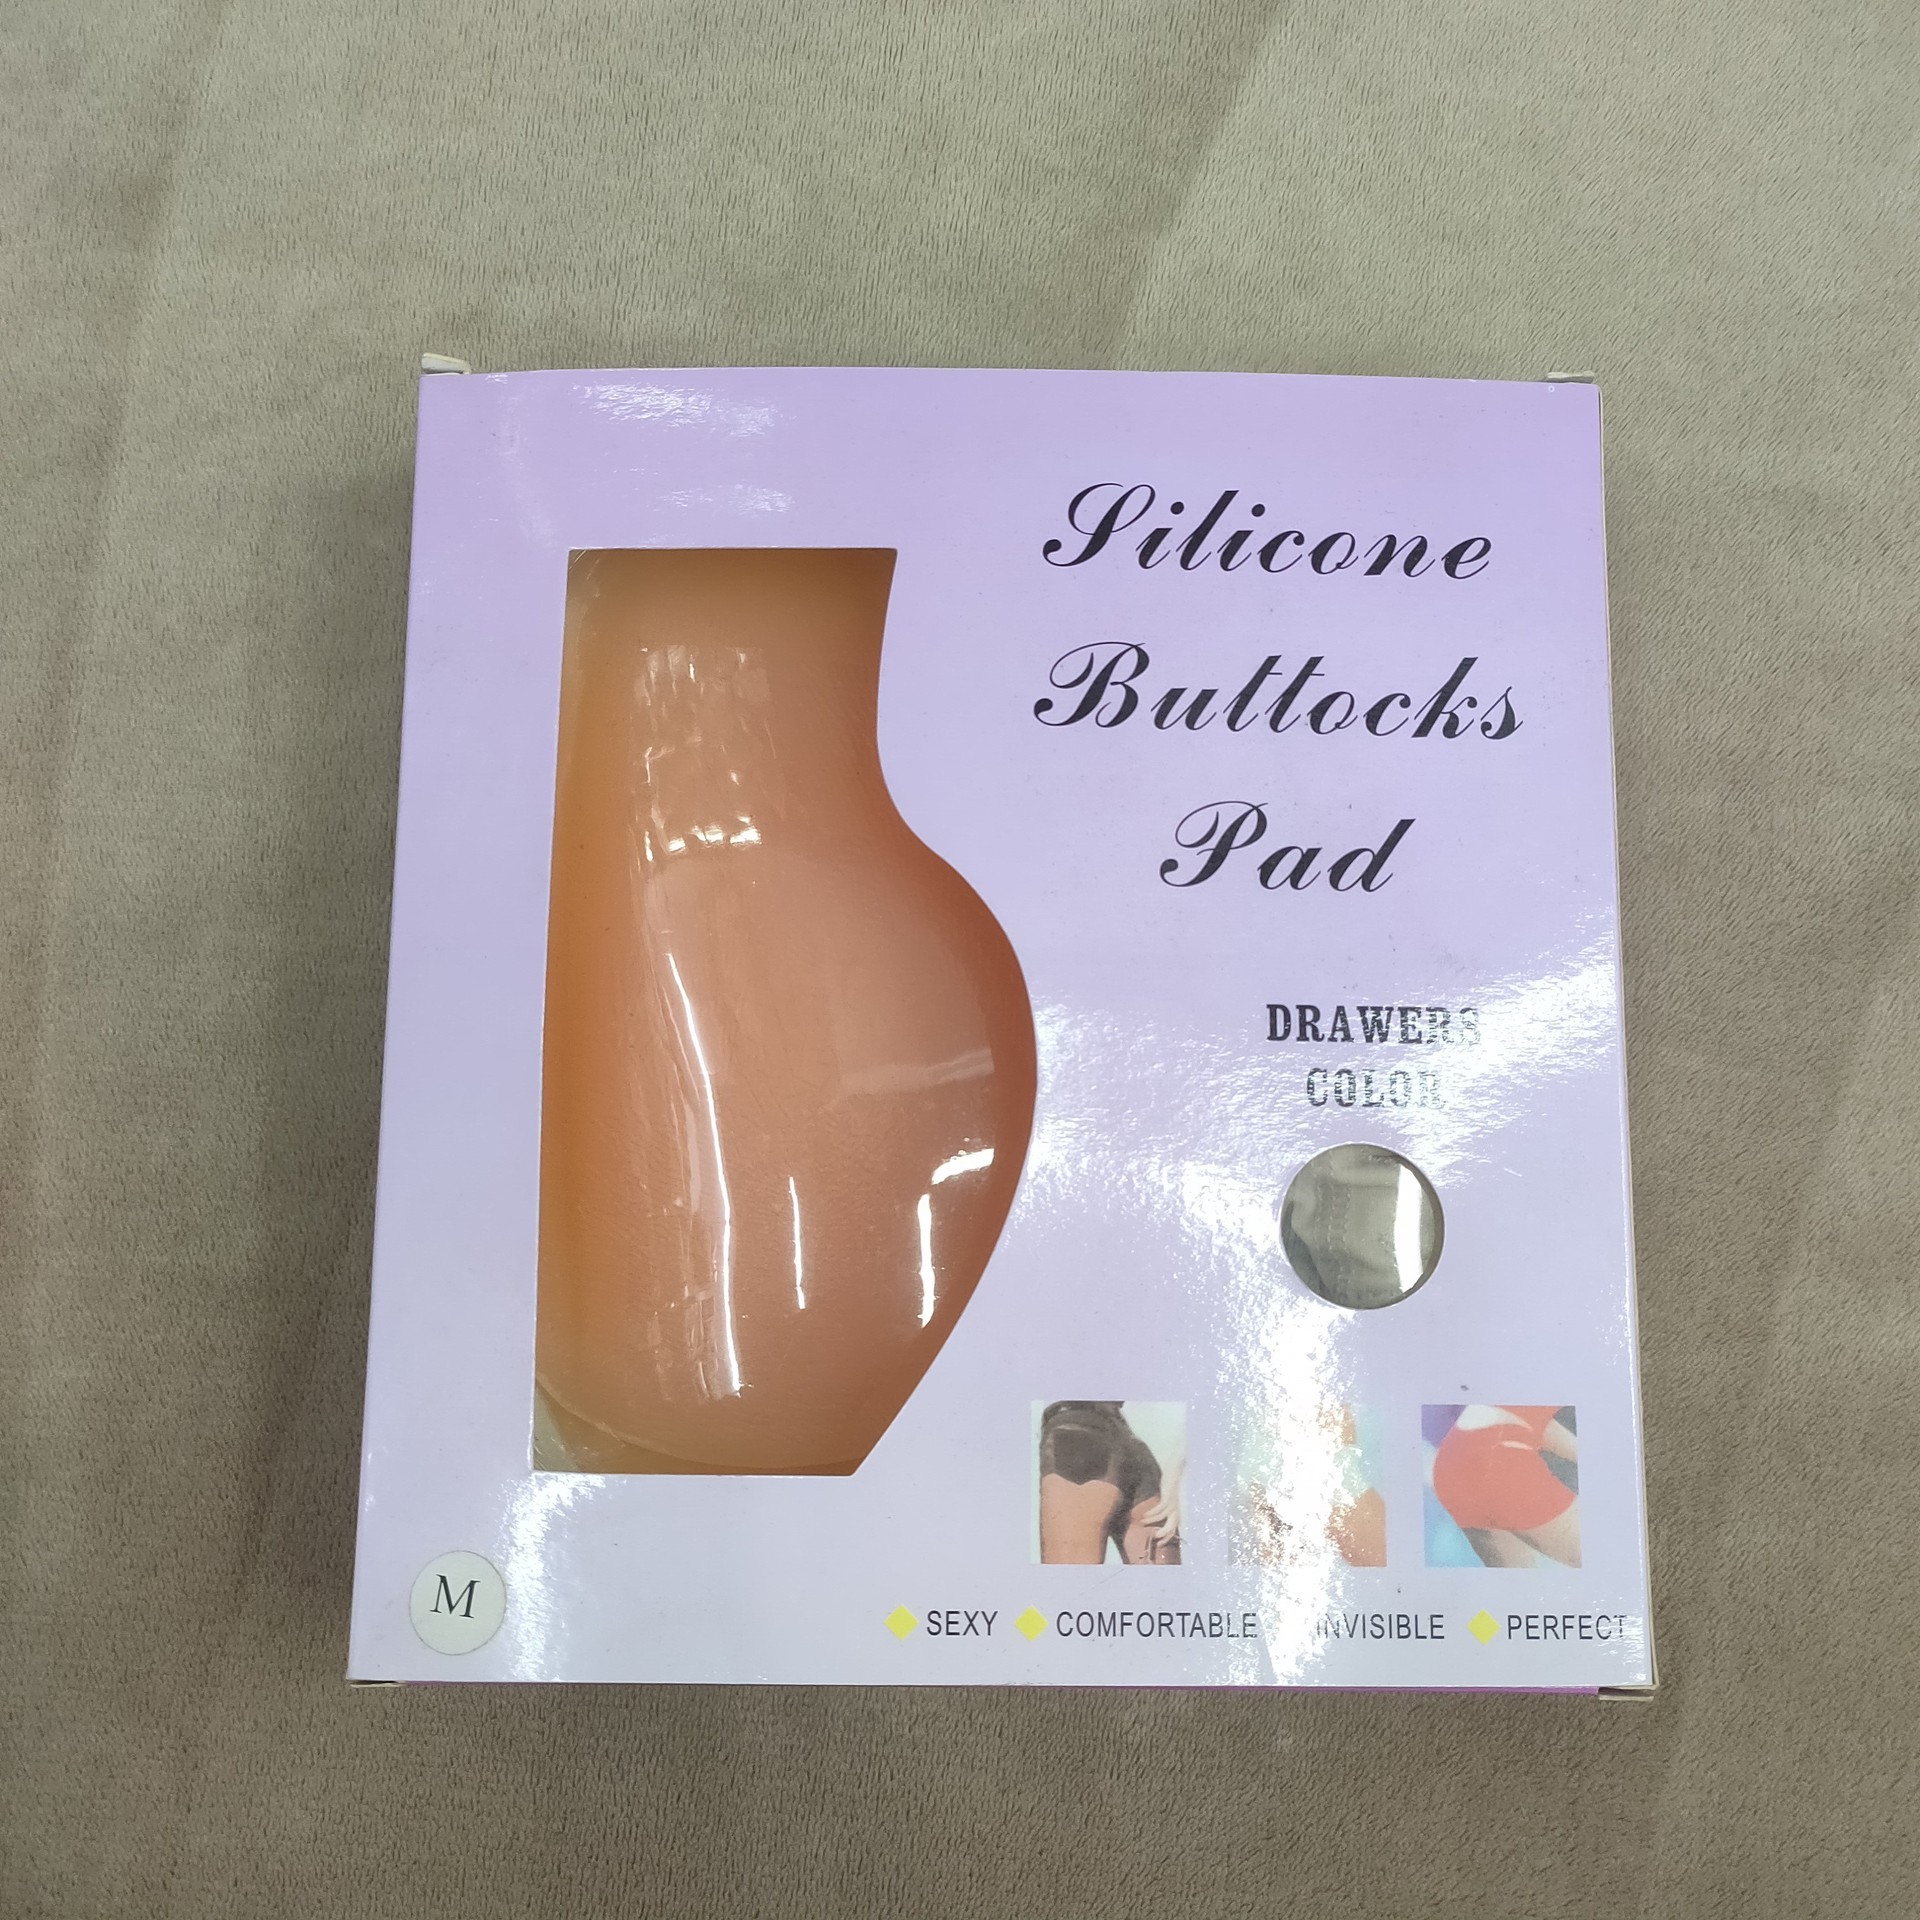 Silicone
Buttocks
Pad
DRAWERS
COLOR
M
SEXY COMFORTABLE INVISIBLE PERFECT